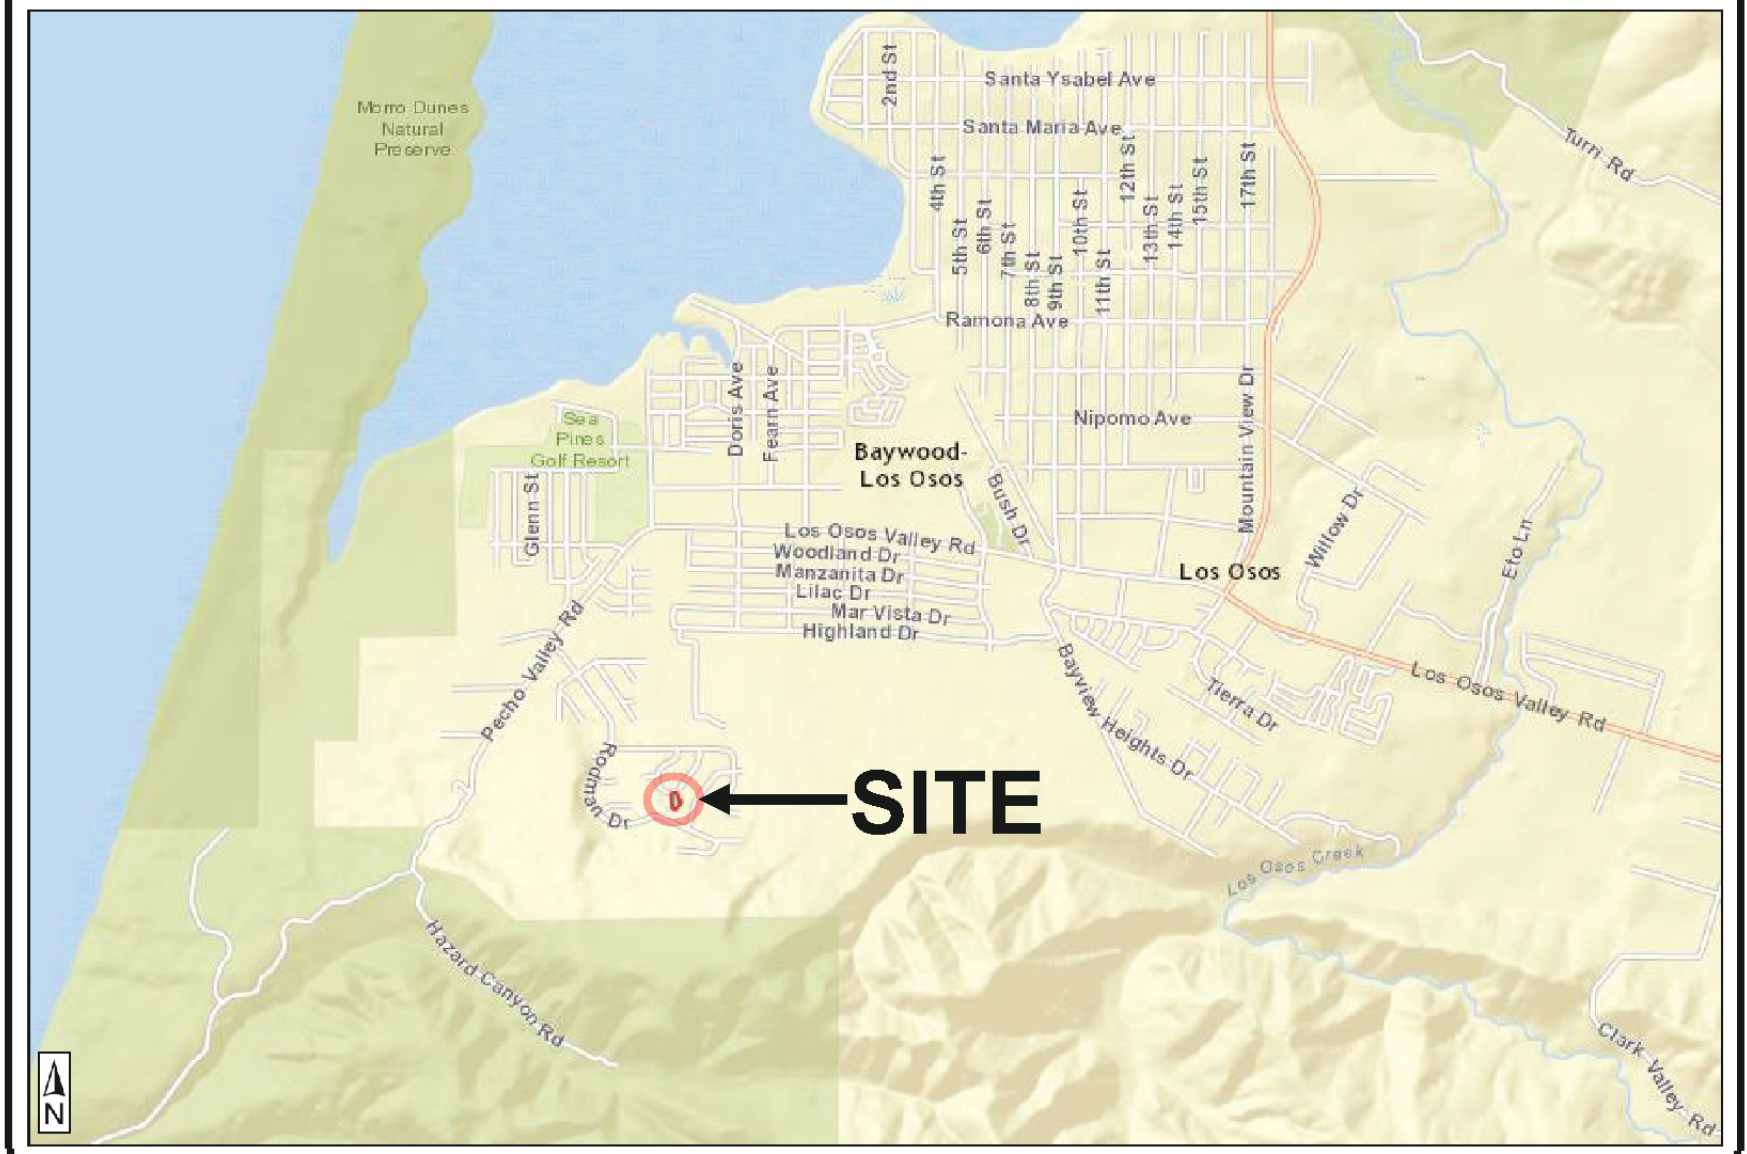 Morro Dunes
Natural
Preserve
2nd St
Santa Ysabel Ave
Santa Maria Ave
Turri Rd
4th St
5th St
6th St
7th St
8th St
9th St
10th St
11th St
12th St
13th St
14th St
15th St
17th St
Ramona Ave
Doris Ave
Fearn Ave
Mountain View Dr
Nipomo Ave
Sea
Pines
Golf Resort
Baywood-
Los Osos
Glenn St
Bush Dr
Willow Dr
Eto Ln
Los Osos Valley Rd
Woodland Dr
Manzanita Dr
Lilac Dr
Mar Vista Dr
Highland Dr
Los Osos
Pecho Valley Rd
Bayview Heights Dr
Tierra Dr
Los Osos Valley Rd
Rodman Dr
SITE
Los Osos Creek
Hazard Canyon Rd
Clark Valley Rd
N